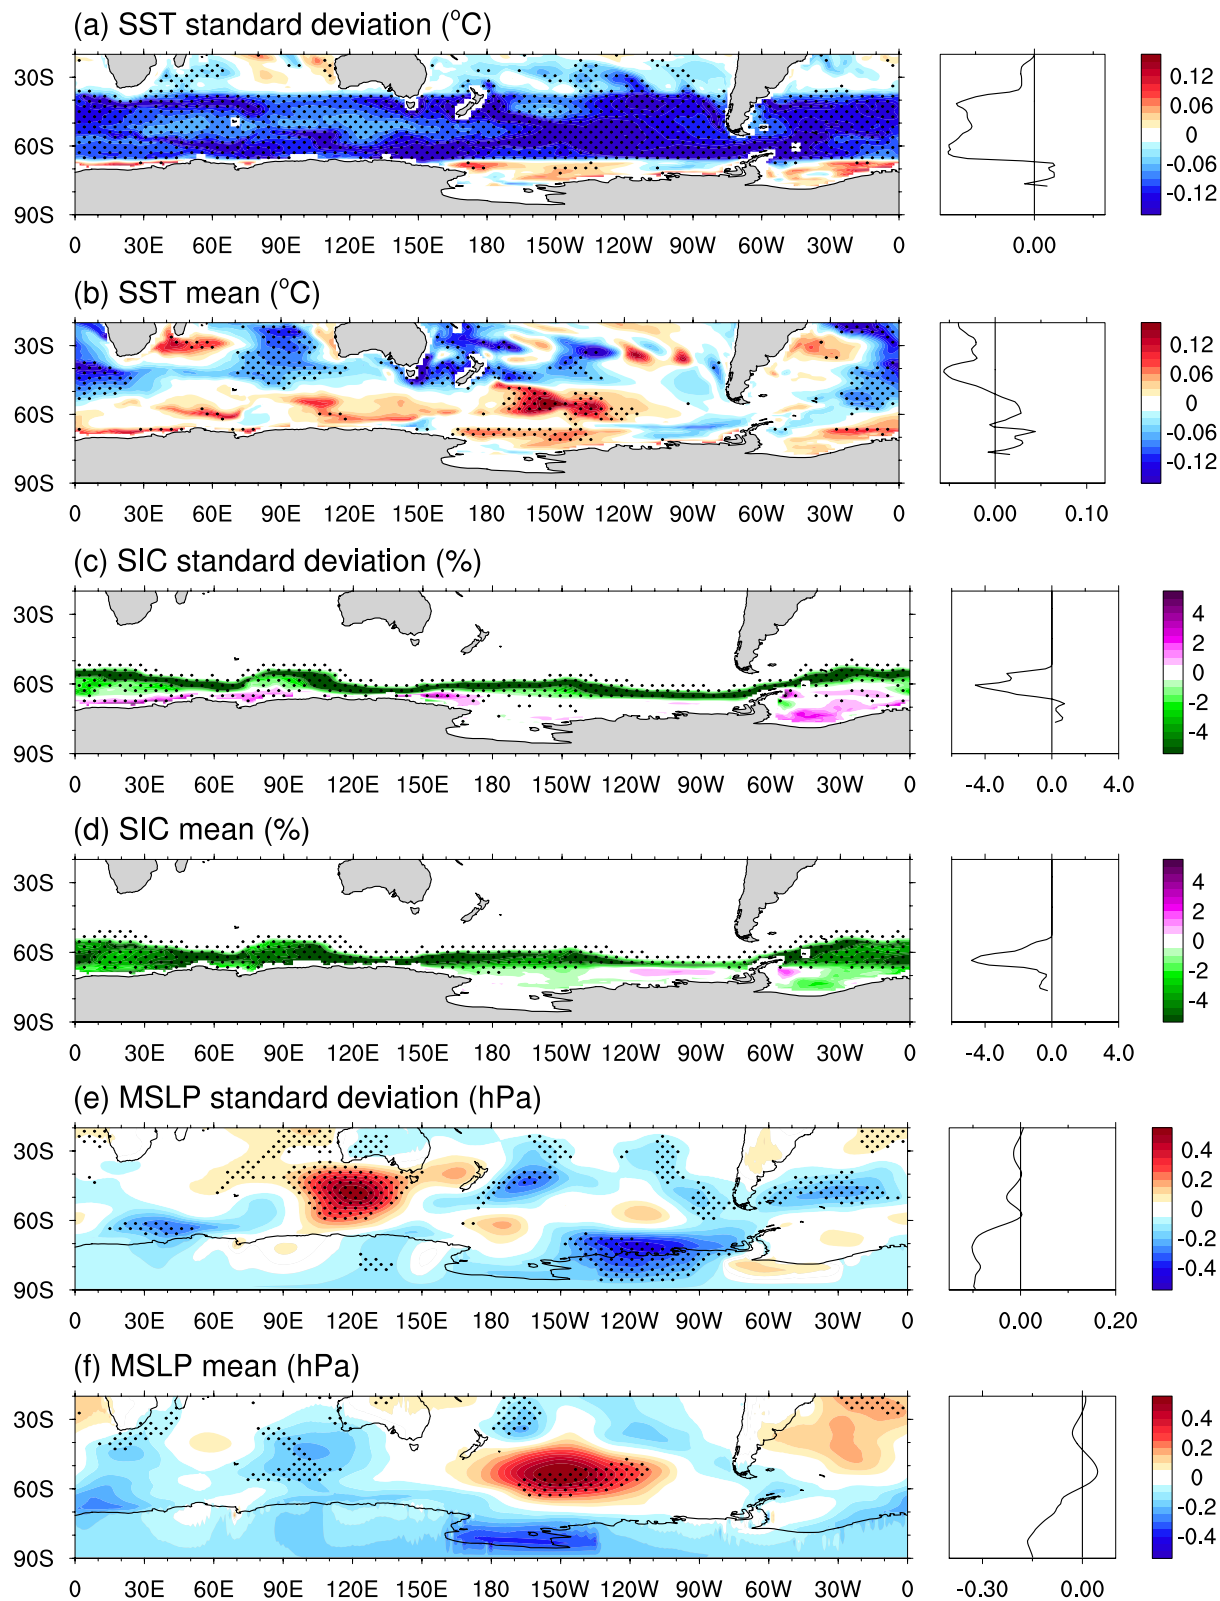 (a) SST standard deviation (°C)
30S
60S
90S
0 30E 60E 90E 120E 150E 180 150W 120W 90W 60W 30W 0
0.00
0.12
0.06
0
-0.06
-0.12
(b) SST mean (°C)
30S
60S
90S
0 30E 60E 90E 120E 150E 180 150W 120W 90W 60W 30W 0
0.00 0.10
0.12
0.06
0
-0.06
-0.12
(c) SIC standard deviation (%)
30S
60S
90S
0 30E 60E 90E 120E 150E 180 150W 120W 90W 60W 30W 0
-4.0 0.0 4.0
4
2
0
-2
-4
(d) SIC mean (%)
30S
60S
90S
0 30E 60E 90E 120E 150E 180 150W 120W 90W 60W 30W 0
-4.0 0.0 4.0
4
2
0
-2
-4
(e) MSLP standard deviation (hPa)
30S
60S
90S
0 30E 60E 90E 120E 150E 180 150W 120W 90W 60W 30W 0
0.00 0.20
0.4
0.2
0
-0.2
-0.4
(f) MSLP mean (hPa)
30S
60S
90S
0 30E 60E 90E 120E 150E 180 150W 120W 90W 60W 30W 0
-0.30 0.00
0.4
0.2
0
-0.2
-0.4